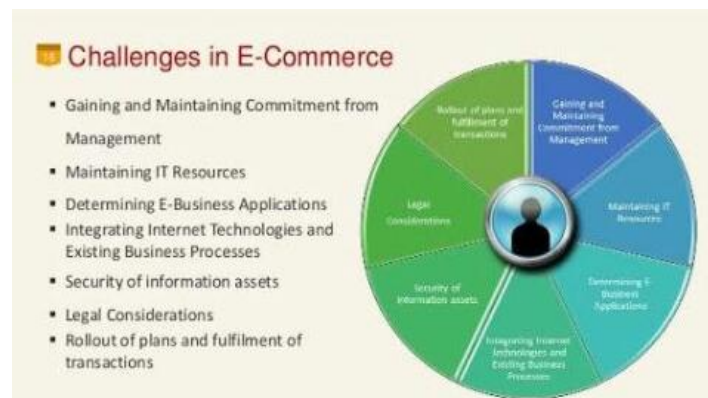 16
Challenges in E-Commerce
▪ Gaining and Maintaining Commitment from
Management
▪ Maintaining IT Resources
▪ Determining E-Business Applications
▪ Integrating Internet Technologies and
Existing Business Processes
▪ Security of information assets
▪ Legal Considerations
▪ Rollout of plans and fulfilment of
transactions
Gaining and
Maintaining
Commitment from
Management
Maintaining IT
Resources
Determining E-
Business
Applications
Integrating Internet
Technologies and
Existing Business
Processes
Security of
information assets
Legal
Considerations
Rollout of plans and
fulfillment of
transactions